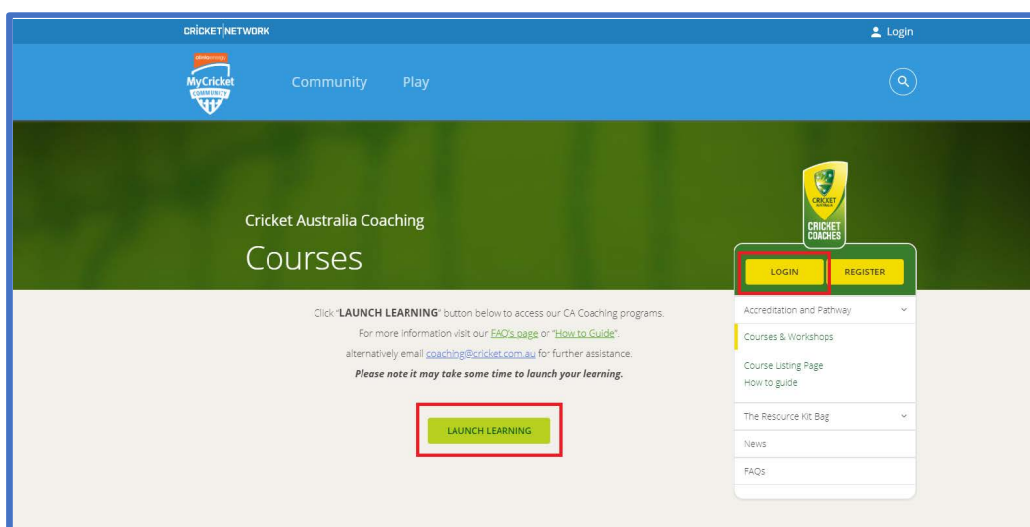 CRICKET NETWORK
Login
alintaenergy
MyCricket
COMMUNITY
Community
Play
CRICKET
AUSTRALIA
CRICKET
COACHES
Cricket Australia Coaching
Courses
LOGIN
REGISTER
Click "LAUNCH LEARNING" button below to access our CA Coaching programs.
For more information visit our FAQ's page or "How to Guide".
alternatively email coaching@cricket.com.au for further assistance.
Please note it may take some time to launch your learning.
LAUNCH LEARNING
Accreditation and Pathway
Courses & Workshops
Course Listing Page
How to guide
The Resource Kit Bag
News
FAQs